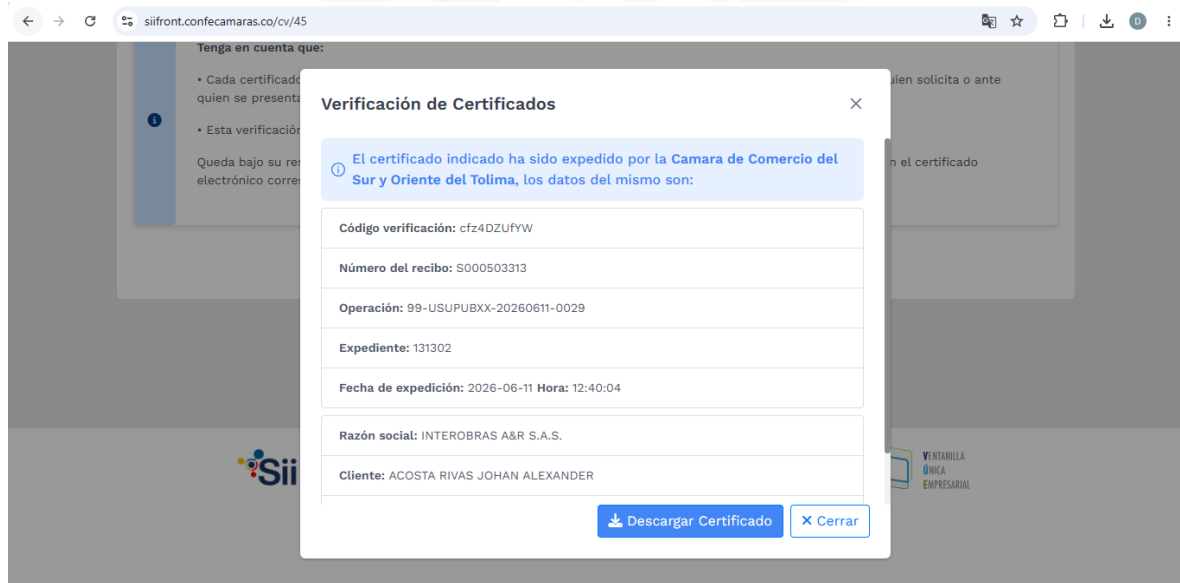 siifront.confecamaras.co/cv/45
D
Tenga en cuenta que:
• Cada certificado
uien solicita o ante
quien se presenta
• Esta verificación
Queda bajo su res
n el certificado
electrónico corres
Verificación de Certificados
El certificado indicado ha sido expedido por la Camara de Comercio del
Sur y Oriente del Tolima, los datos del mismo son:
Código verificación: cfz4DZUfYW
Número del recibo: S000503313
Operación: 99-USUPUBXX-20260611-0029
Expediente: 131302
Fecha de expedición: 2026-06-11 Hora: 12:40:04
Razón social: INTEROBRAS A&R S.A.S.
Cliente: ACOSTA RIVAS JOHAN ALEXANDER
Descargar Certificado
Cerrar
Sii
VENTANILLA
ÚNICA
EMPRESARIAL